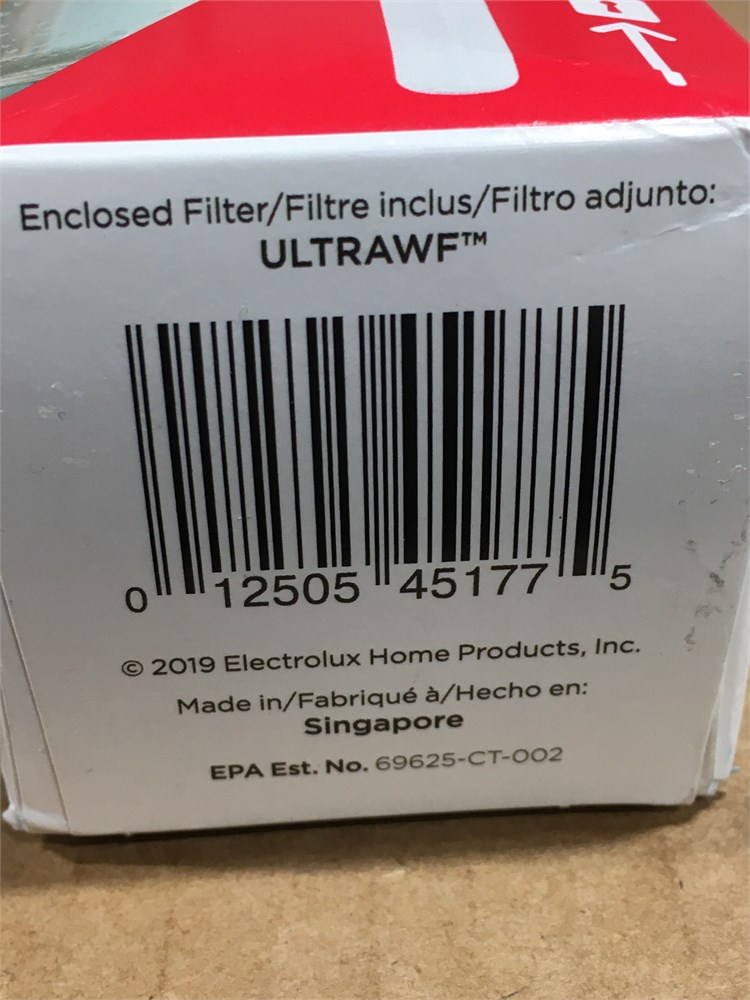 Enclosed Filter/Filtre inclus/Filtro adjunto:
ULTRAWF™
0 12505 45177 5
© 2019 Electrolux Home Products, Inc.
Made in/Fabriqué à/Hecho en:
Singapore
EPA Est. No. 69625-CT-002